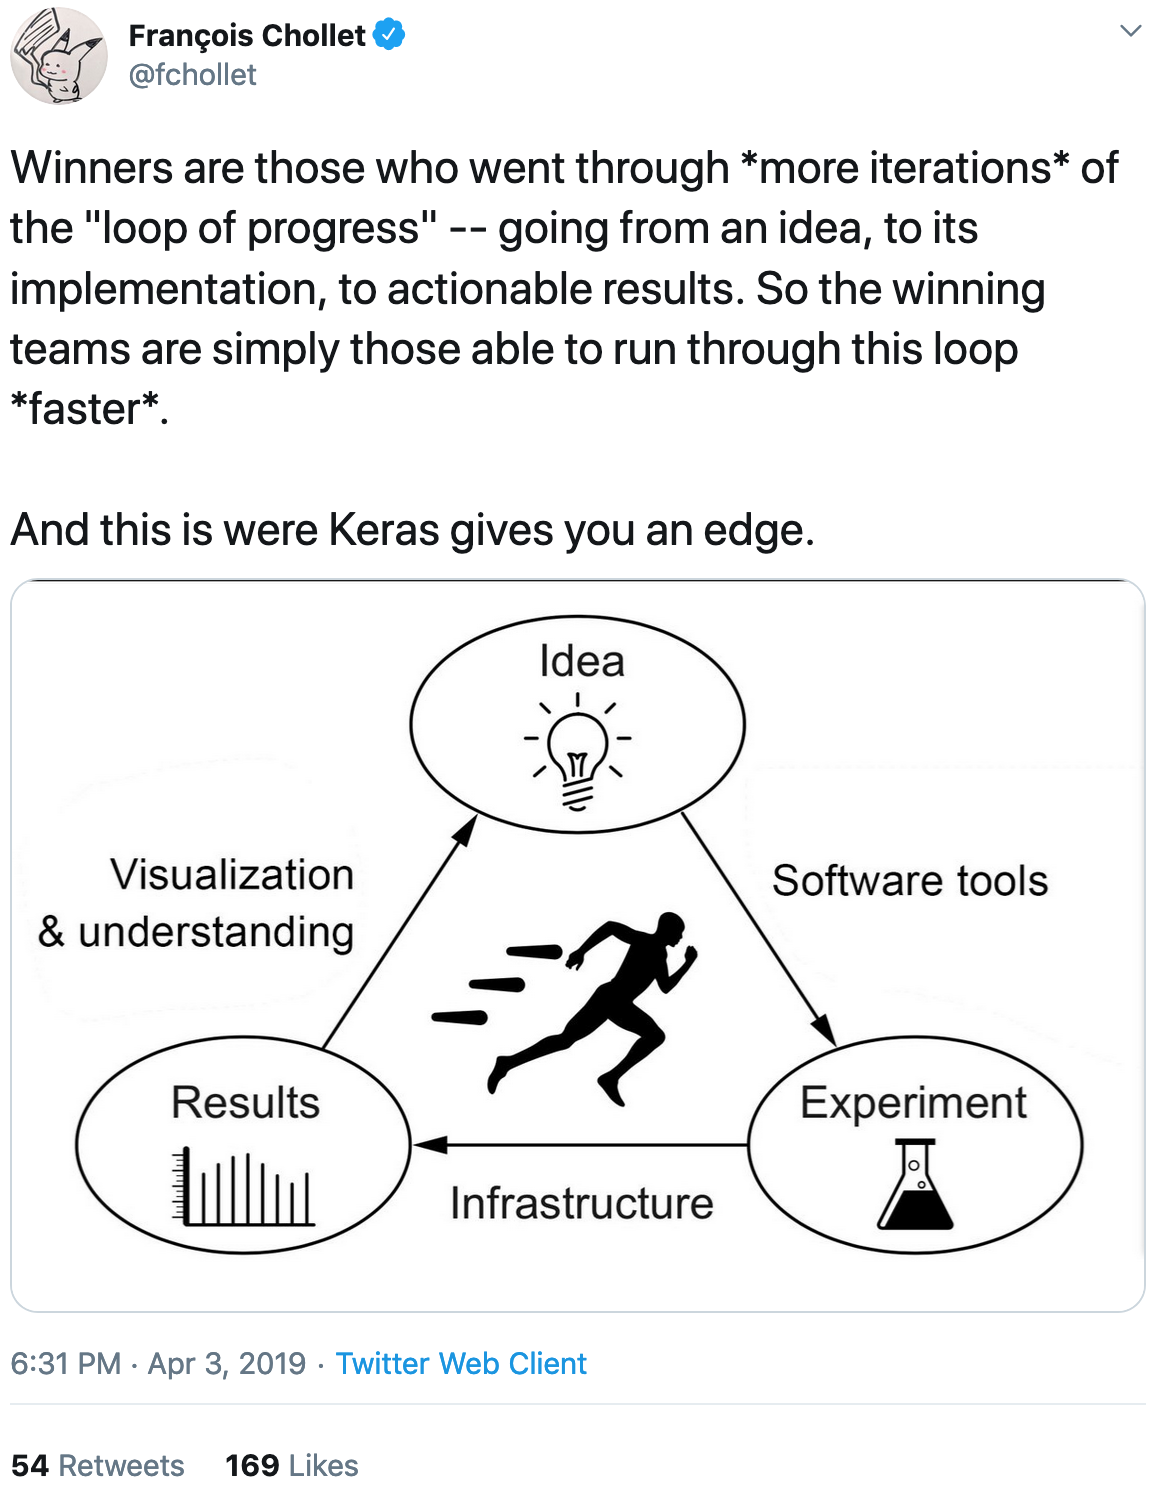 François Chollet
@fchollet
Winners are those who went through *more iterations* of
the "loop of progress" -- going from an idea, to its
implementation, to actionable results. So the winning
teams are simply those able to run through this loop
*faster*.
And this is were Keras gives you an edge.
Idea
Visualization
& understanding
Software tools
Results
Experiment
Infrastructure
6:31 PM · Apr 3, 2019 · Twitter Web Client
54 Retweets 169 Likes